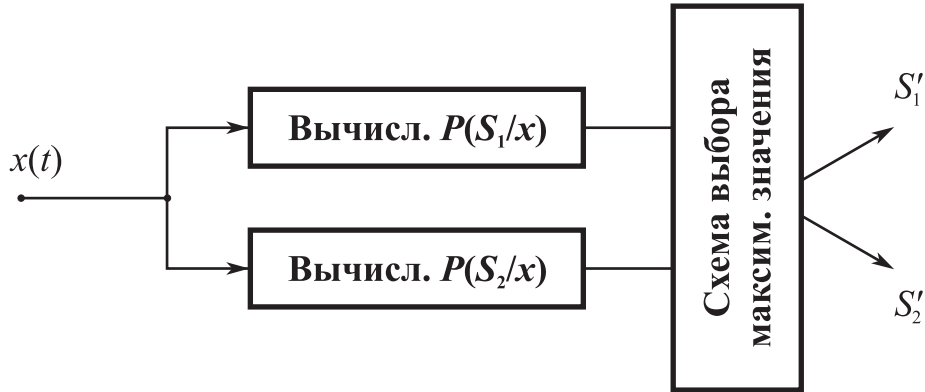 x(t)
Вычисл. P(S₁/x)
Вычисл. P(S₂/x)
Схема выбора
максим. значения
S′₁
S′₂